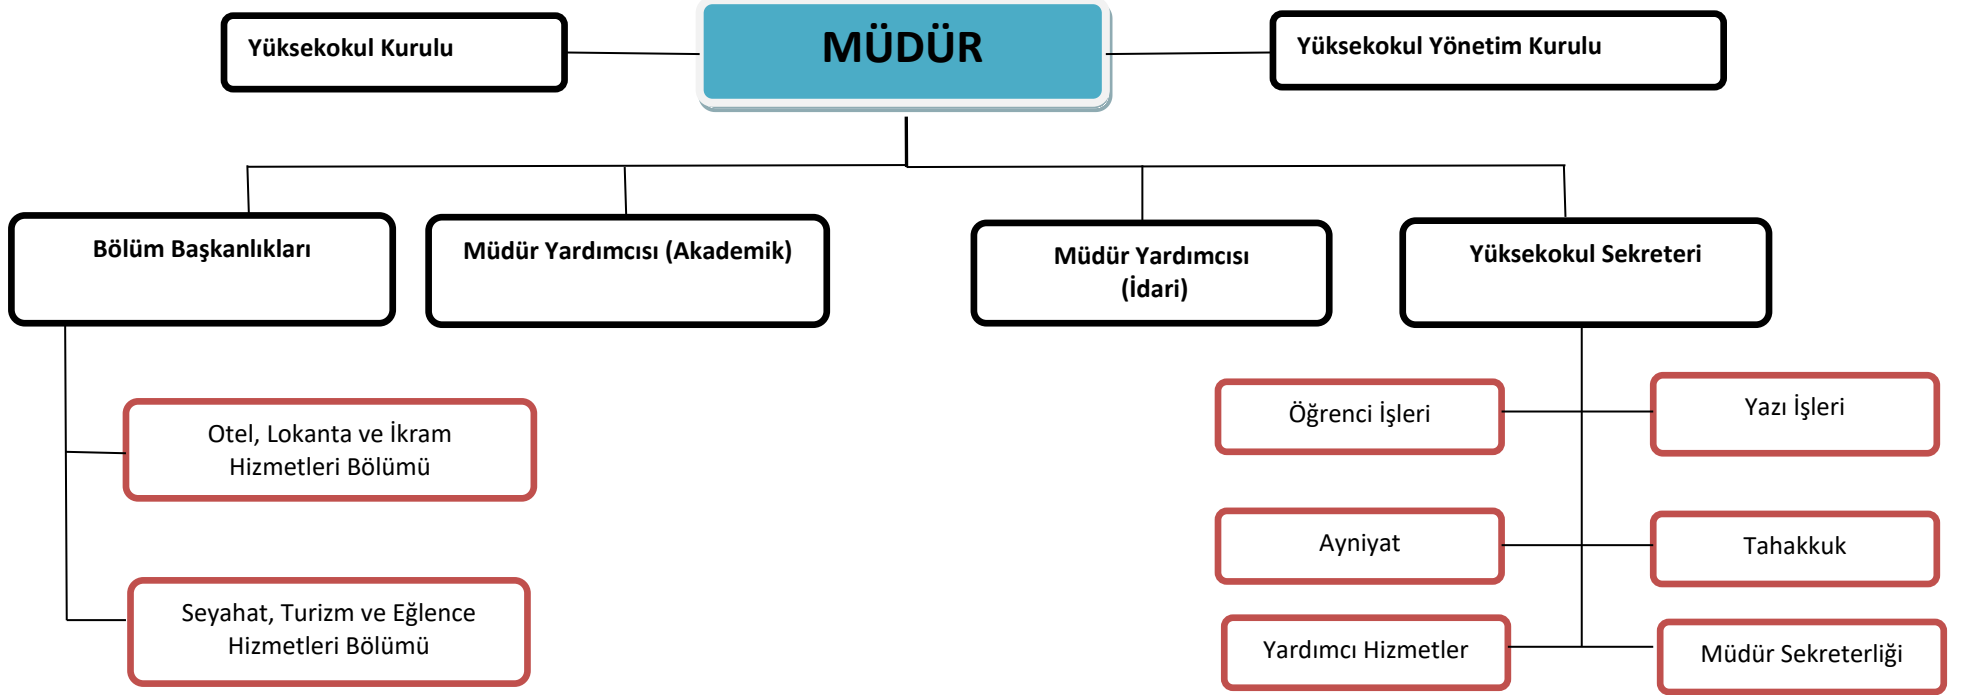 Yüksekokul Kurulu
MÜDÜR
Yüksekokul Yönetim Kurulu
Bölüm Başkanlıkları
Müdür Yardımcısı (Akademik)
Müdür Yardımcısı
(İdari)
Yüksekokul Sekreteri
Otel, Lokanta ve İkram
Hizmetleri Bölümü
Seyahat, Turizm ve Eğlence
Hizmetleri Bölümü
Öğrenci İşleri
Yazı İşleri
Ayniyat
Tahakkuk
Yardımcı Hizmetler
Müdür Sekreterliği